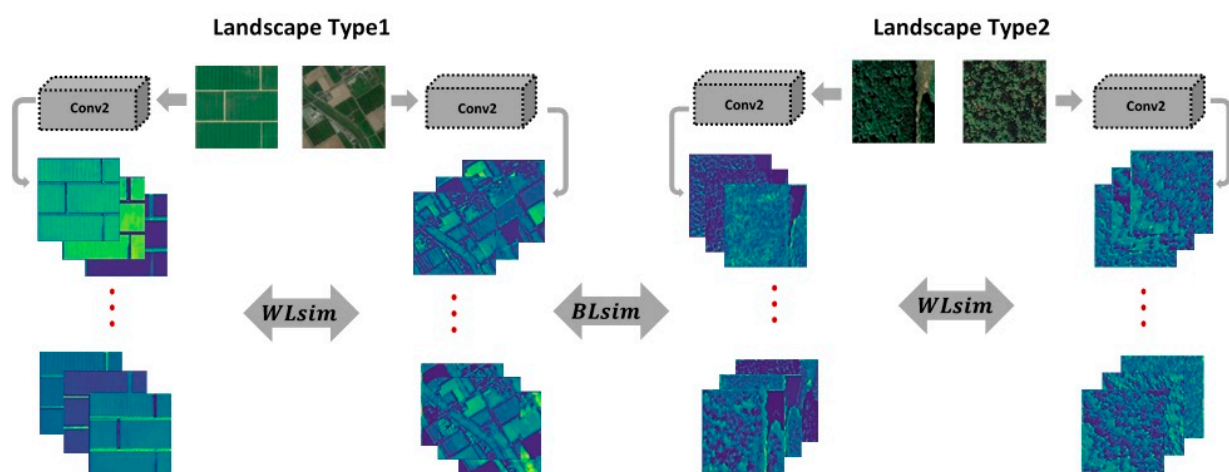 Landscape Type1
Landscape Type2
Conv2
Conv2
Conv2
Conv2
WLsim
BLsim
WLsim